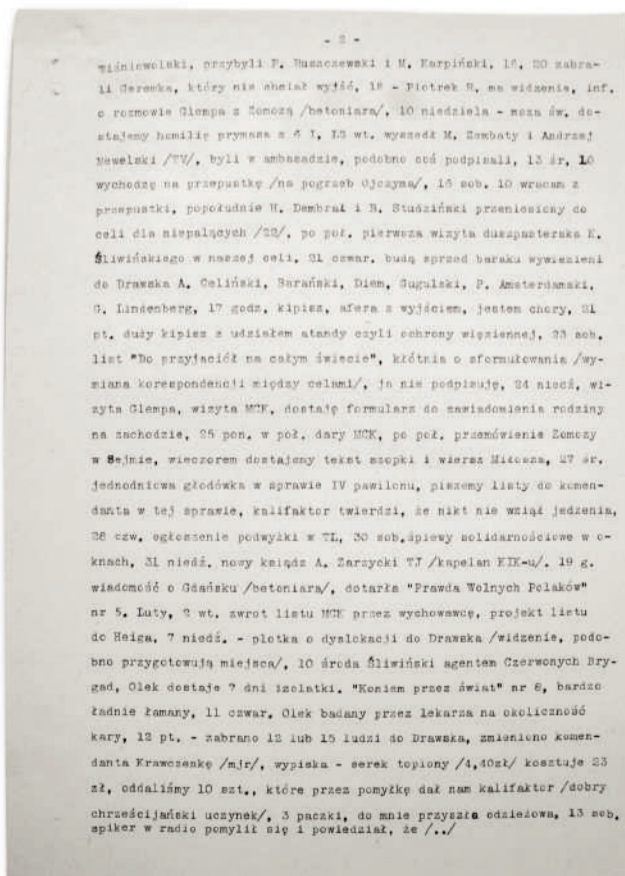 - 2 -
Wiśniewolski, przybyli P. Ruszczewski i M. Karpiński, 16, 20 zabra-
li Geremka, który nie chciał wyjść, 18 - Piotrek R. ma widzenie, inf.
o rozmowie Glempa z Zomozą /betoniara/, 10 niedziela - msza św. do-
stajemy homilię prymasa z 6 I, 12 wt. wyszedł M. Zembaty i Andrzej
Newelski /TV/, byli w ambasadzie, podobno coś podpisali, 13 śr, 10
wychodzę na przepustkę /na pogrzeb Ojczyma/, 16 sob. 10 wracam z
przepustki, popołudnie H. Dembral i B. Studziński przeniesieni do
celi dla niepalących /22/, po poł. pierwsza wizyta duszpasterska K.
Śliwińskiego w naszej celi, 21 czwar. budą sprzed baraku wywiezieni
do Drawska A. Celiński, Barański, Diem, Gugulski, P. Amsterdamski,
G. Lindenberg, 17 godz. kipisz, afera z wyjściem, jestem chory, 21
pt. duży kipisz z udziałem atandy czyli ochrony więziennej, 23 sob.
list "Do przyjaciół na całym świecie", kłótnia o sformułowania /wy-
miana korespondencji między celami/, ja nie podpisuję, 24 niedź, wi-
zyta Glempa, wizyta MCK, dostaję formularz do zawiadomienia rodziny
na zachodzie, 25 pon. w poł. dary MCK, po poł. przemówienie Zomozy
w Sejmie, wieczorem dostajemy tekst szopki i wiersz Miłosza, 27 śr.
jednodniowa głodówka w sprawie IV pawilonu, piszemy listy do komen-
danta w tej sprawie, kalifaktor twierdzi, że nikt nie wziął jedzenia,
28 czw. ogłoszenie podwyżki w TL, 30 sob.śpiewy solidarnościowe w o-
knach, 31 niedź. nowy ksiądz A. Zarzycki TJ /kapelan KIK-u/. 19 g.
wiadomość o Gdańsku /betoniara/, dotarła "Prawda Wolnych Polaków"
nr 5. Luty, 2 wt. zwrot listu MCK przez wychowawcę, projekt listu
do Heiga, 7 niedź. - plotka o dyslokacji do Drawska /widzenie, podo-
bno przygotowują miejsca/, 10 środa Śliwiński agentem Czerwonych Bry-
gad, Olek dostaje 7 dni izolatki. "Koniem przez świat" nr 6, bardzo
ładnie łamany, 11 czwar. Olek badany przez lekarza na okoliczność
kary, 12 pt. - zabrano 12 lub 15 ludzi do Drawska, zmieniono komen-
danta Krawczenkę /mjr/, wypiska - serek topiony /4,40zł/ kosztuje 23
zł, oddaliśmy 10 szt., które przez pomyłkę dał nam kalifaktor /dobry
chrześcijański uczynek/, 3 paczki, do mnie przyszła odzieżowa, 13 sob.
spiker w radio pomylił się i powiedział, że /../